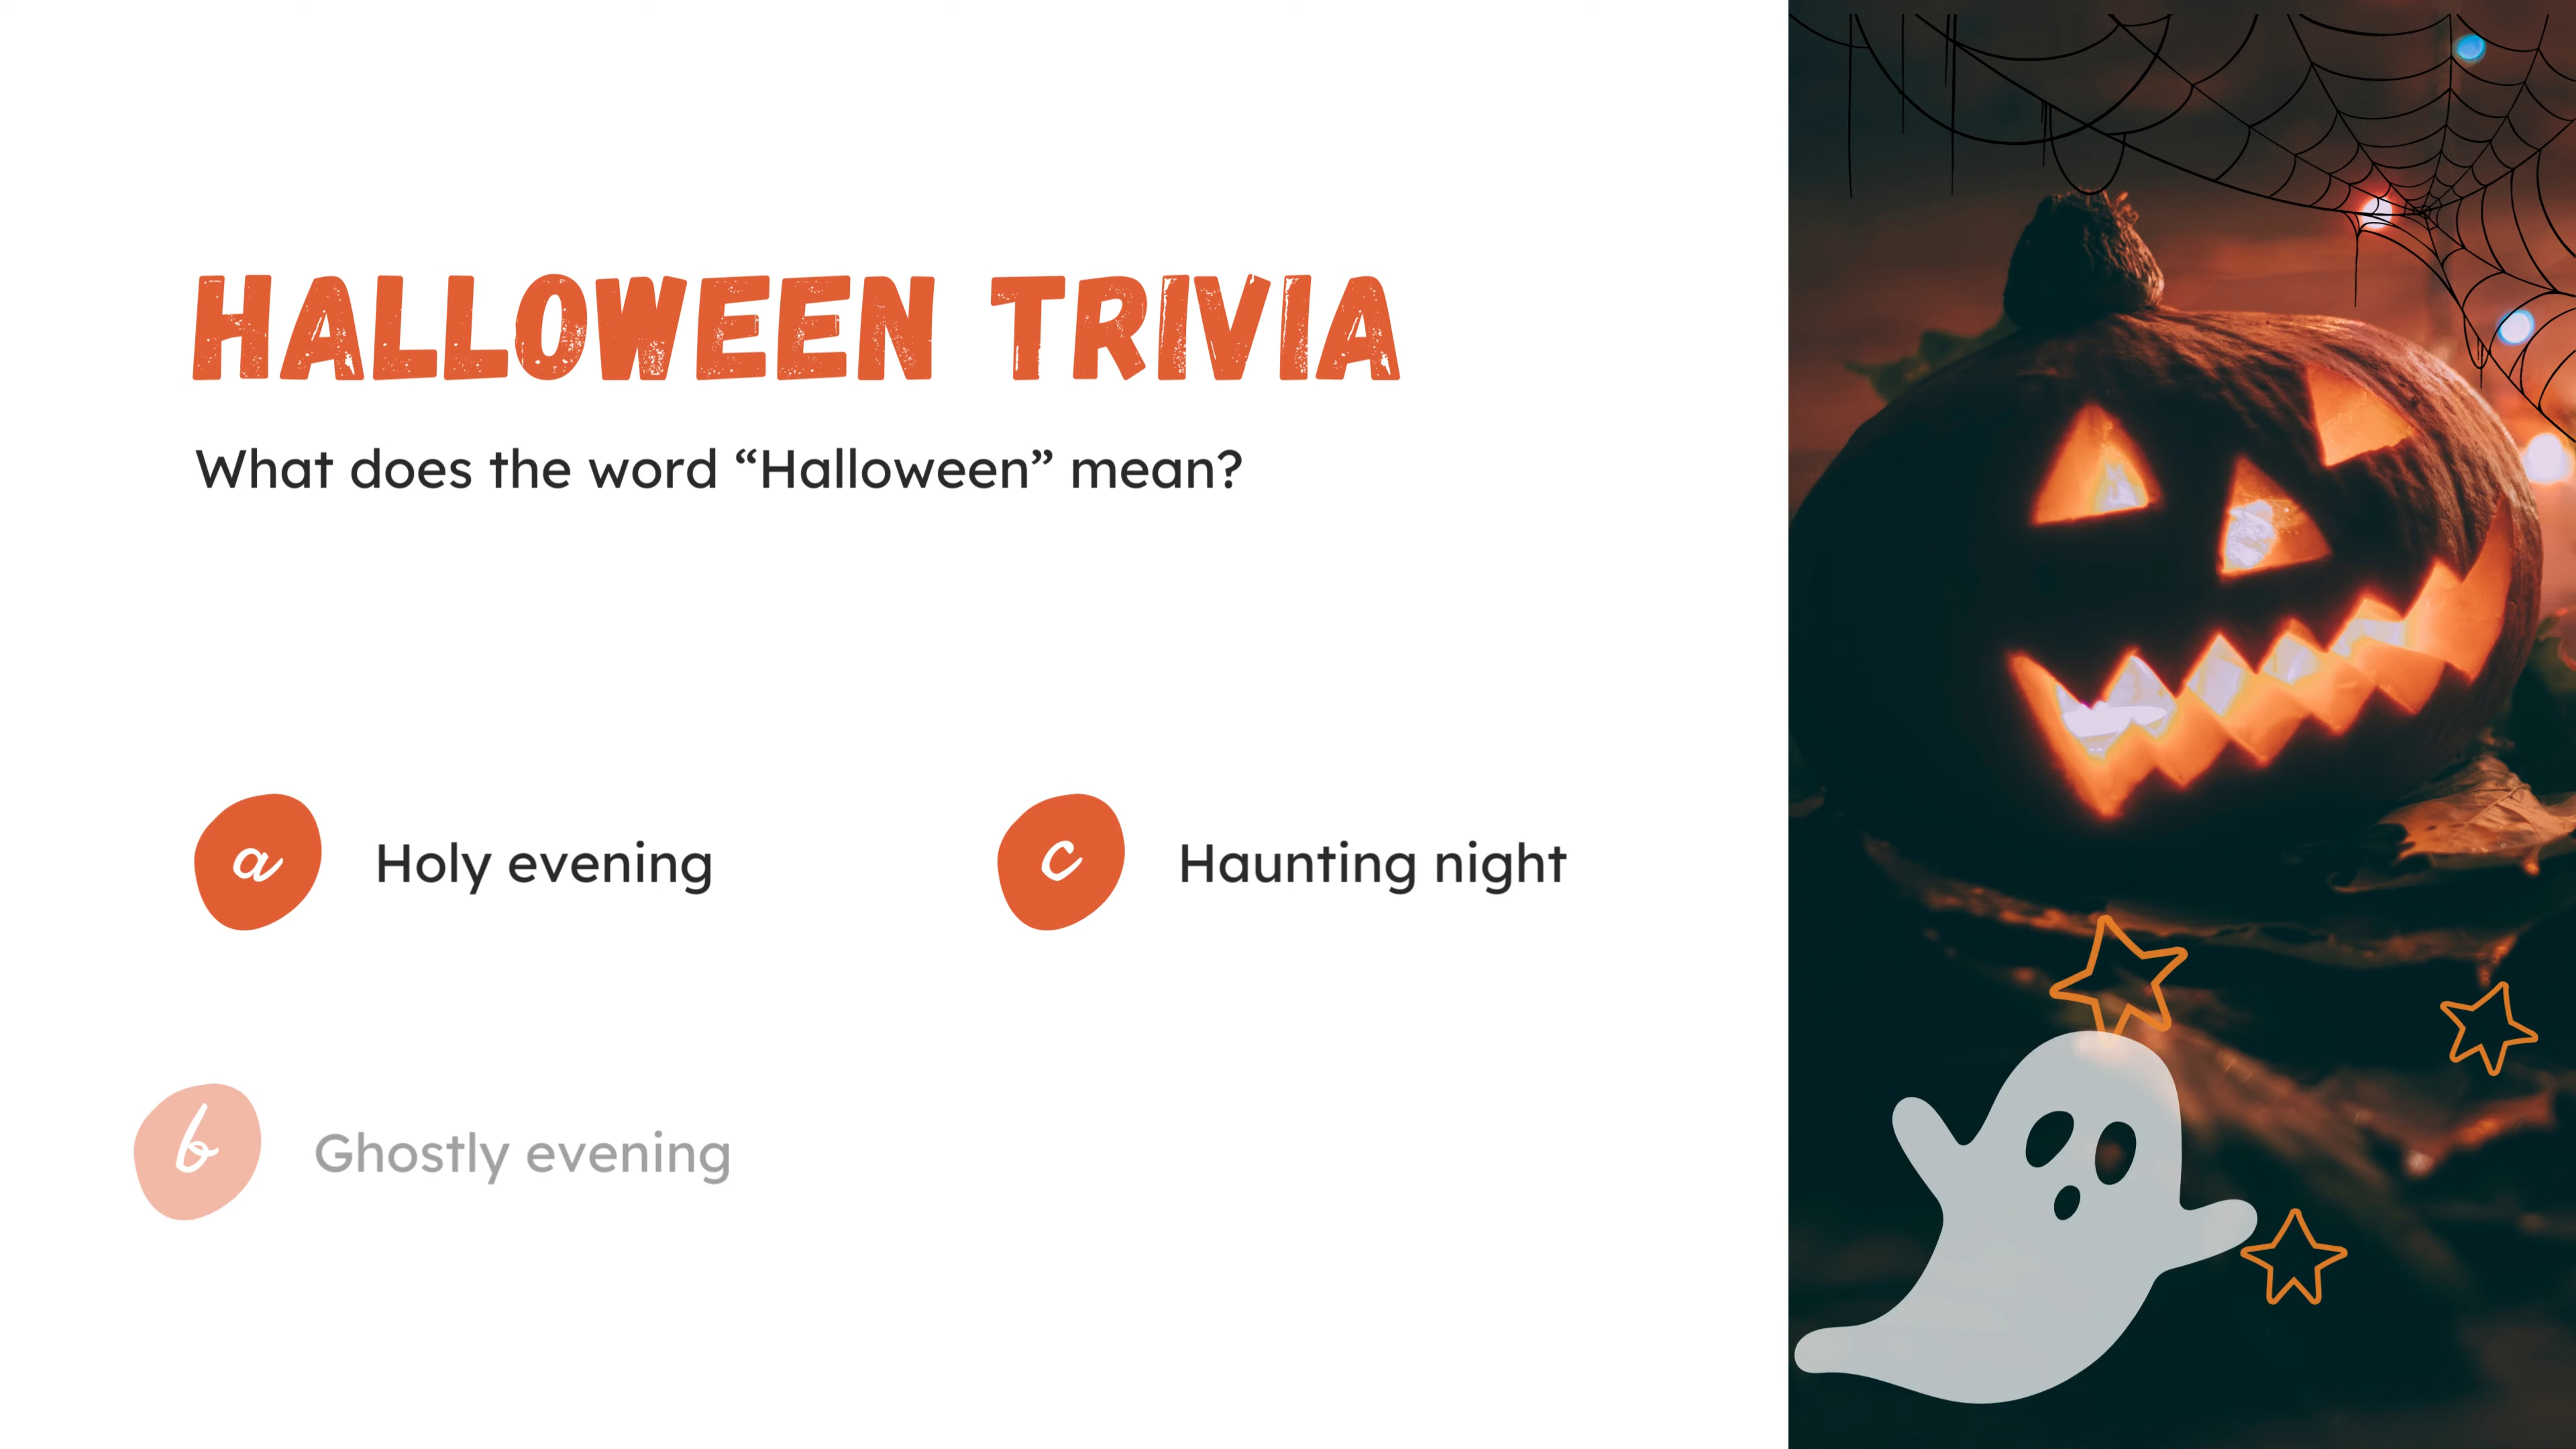 HALLOWEEN TRIVIA
What does the word “Halloween” mean?
a Holy evening
c Haunting night
b Ghostly evening